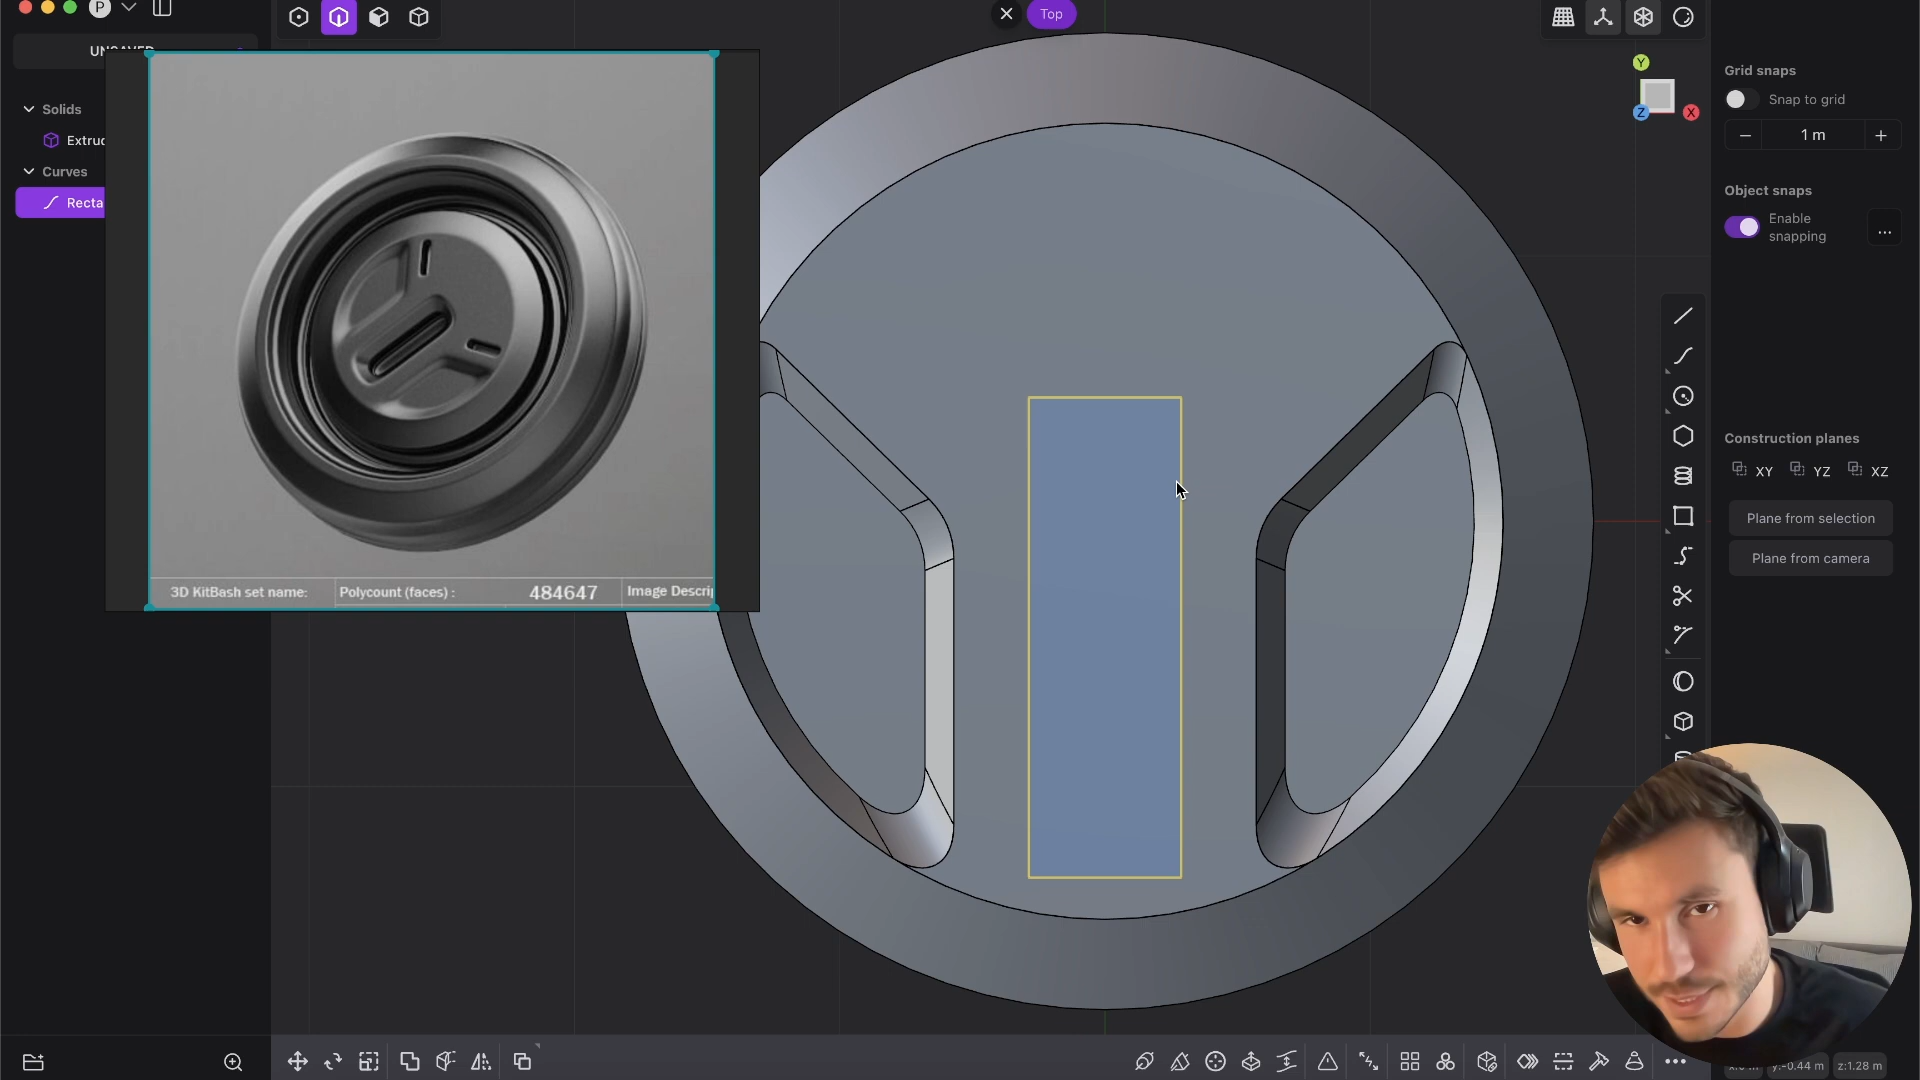 P
Top
UNSAVED
Solids
Extruc
Curves
Recta
3D KitBash set name:
Polycount (faces) :
484647
Image Descrip
Y
Z
X
Grid snaps
Snap to grid
1 m
Object snaps
Enable
snapping
...
Construction planes
XY
YZ
XZ
Plane from selection
Plane from camera
y:-0.44 m
z:1.28 m